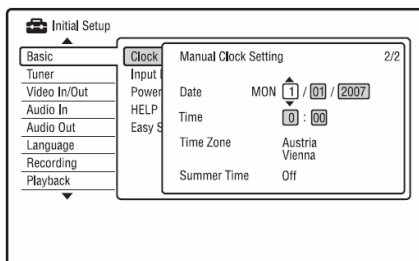 Initial Setup
Basic
Tuner
Video In/Out
Audio In
Audio Out
Language
Recording
Playback
Clock
Input
Power
HELP
Easy S
Manual Clock Setting 2/2
Date MON 1 / 01 / 2007
Time 0 : 00
Time Zone Austria
Vienna
Summer Time Off